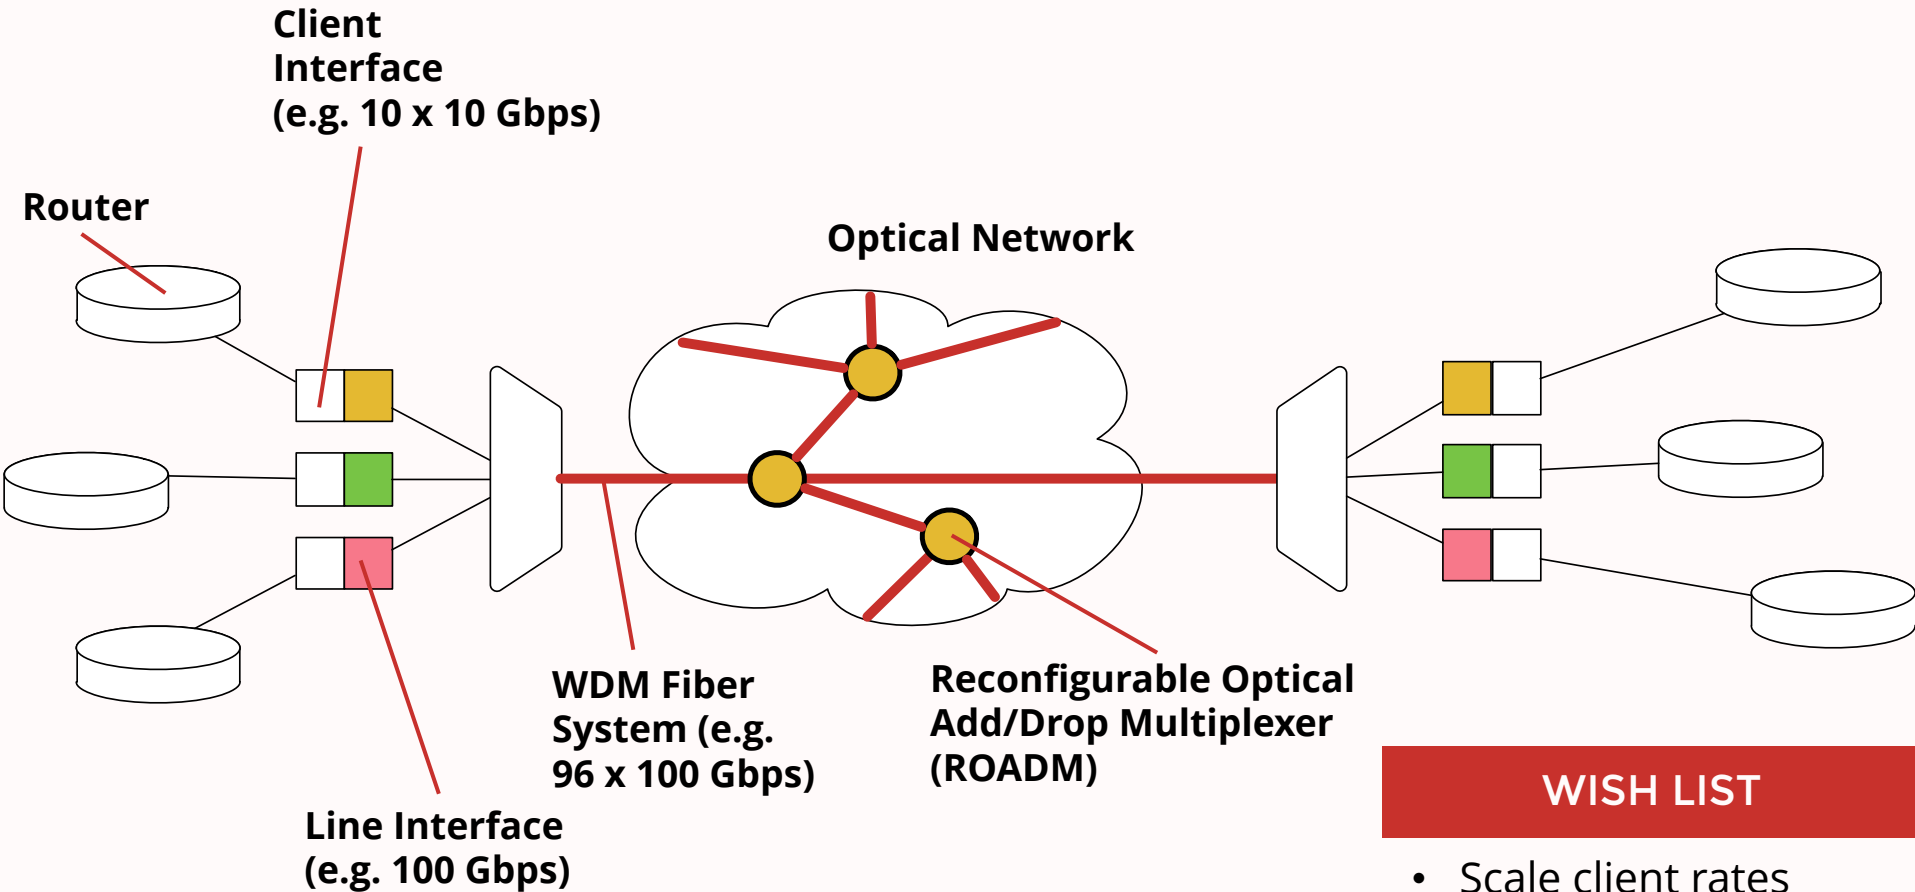 Client
Interface
(e.g. 10 x 10 Gbps)
Router
Optical Network
WDM Fiber
System (e.g.
96 x 100 Gbps)
Reconfigurable Optical
Add/Drop Multiplexer
(ROADM)
Line Interface
(e.g. 100 Gbps)
WISH LIST
• Scale client rates